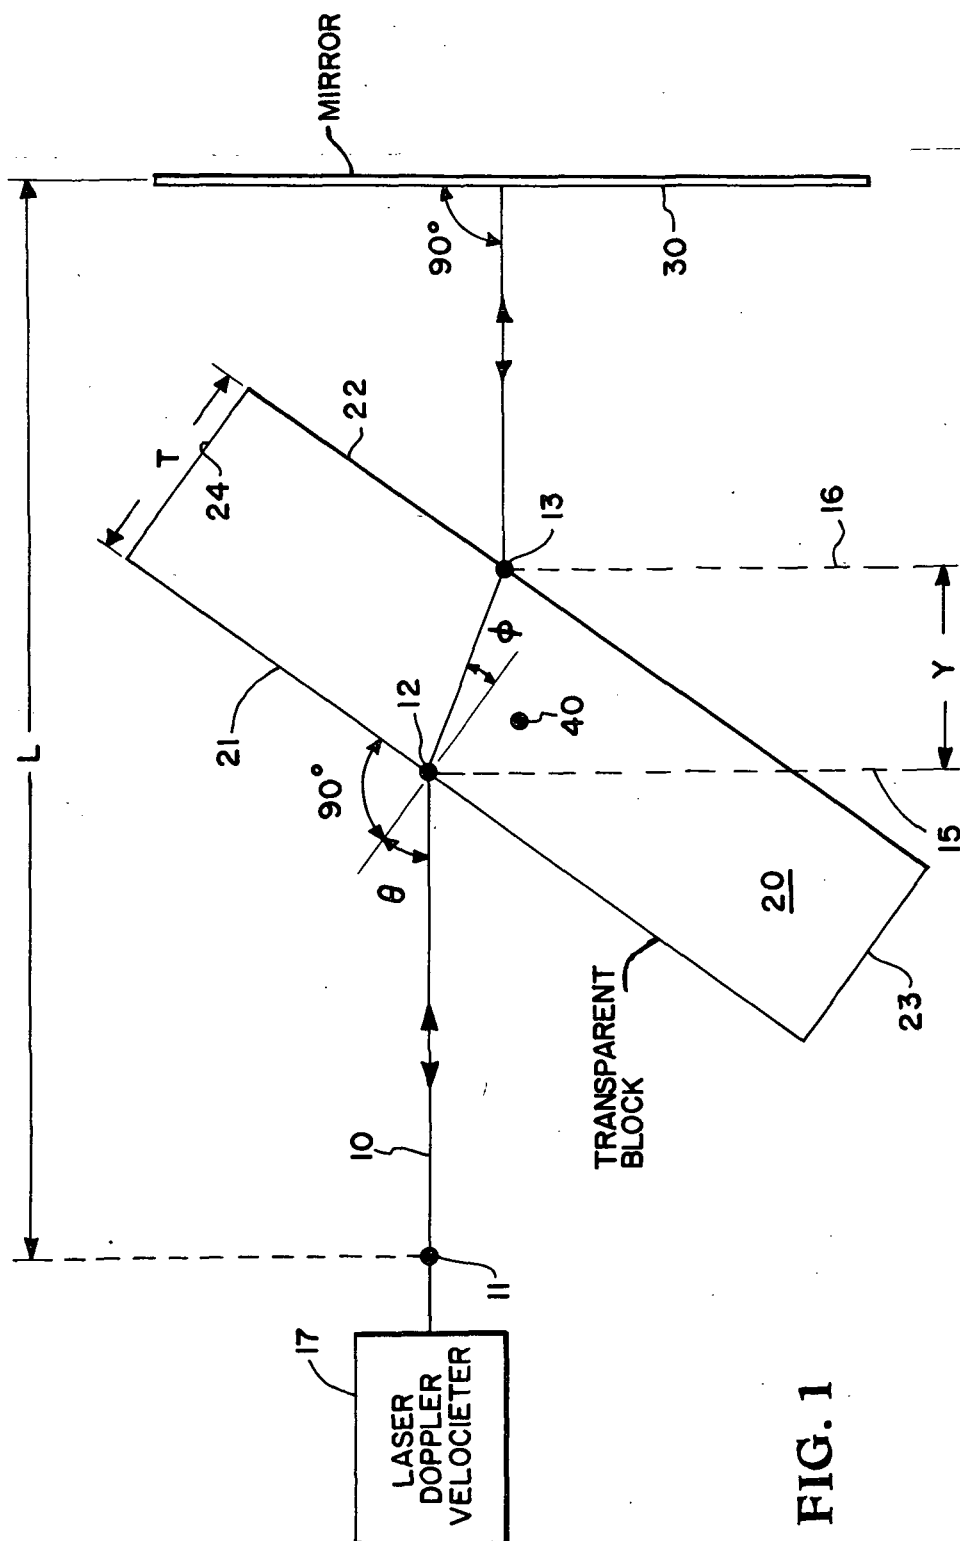 L
MIRROR
90°
30
T
24
22
21
12
13
16
90°
θ
φ
40
Y
15
10
11
17
LASER
DOPPLER
VELOCIETER
TRANSPARENT
BLOCK
20
23
FIG. 1